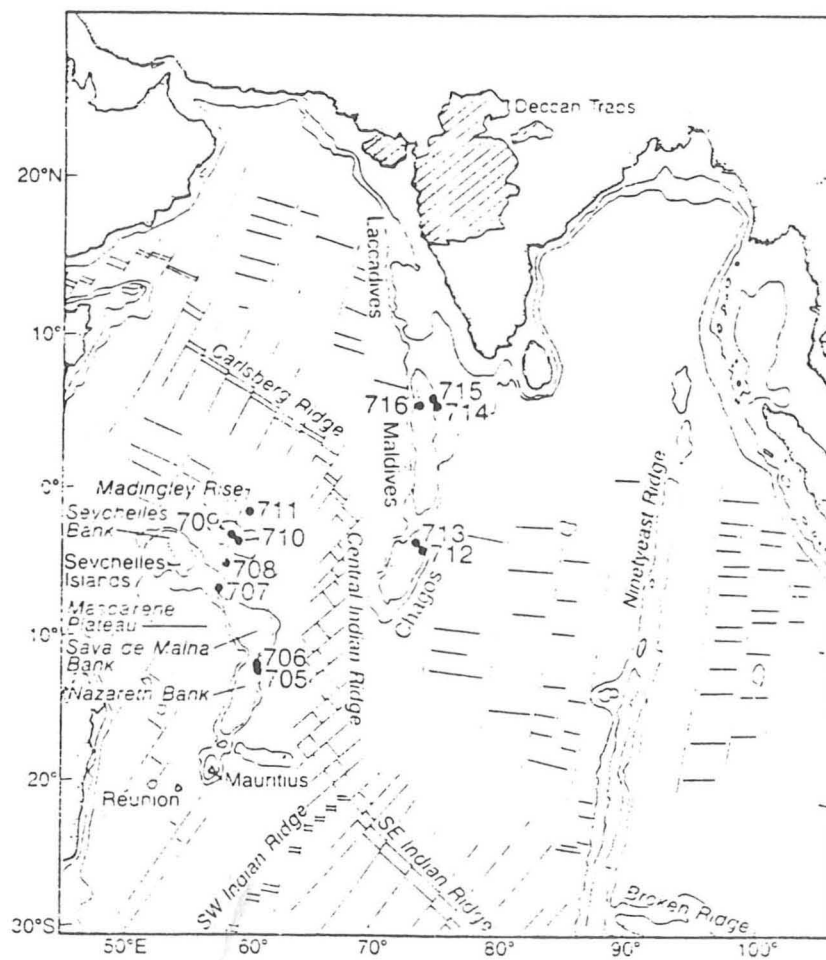 Deccan Traps
20°N
Laccadives
10°
Carlsberg Ridge
715
716
714
Maldives
0°
Madingley Rise
711
Seychelles
Bank
709
710
713
712
Seychelles
Islands
708
707
Central Indian Ridge
Chagos
Ninetyeast Ridge
Mascarene
Plateau
10°
Saya de Malha
Bank
706
705
Nazareth Bank
20°
Mauritius
Réunion
SW Indian Ridge
SE Indian Ridge
Broken Ridge
30°S
50°E
60°
70°
80°
90°
100°